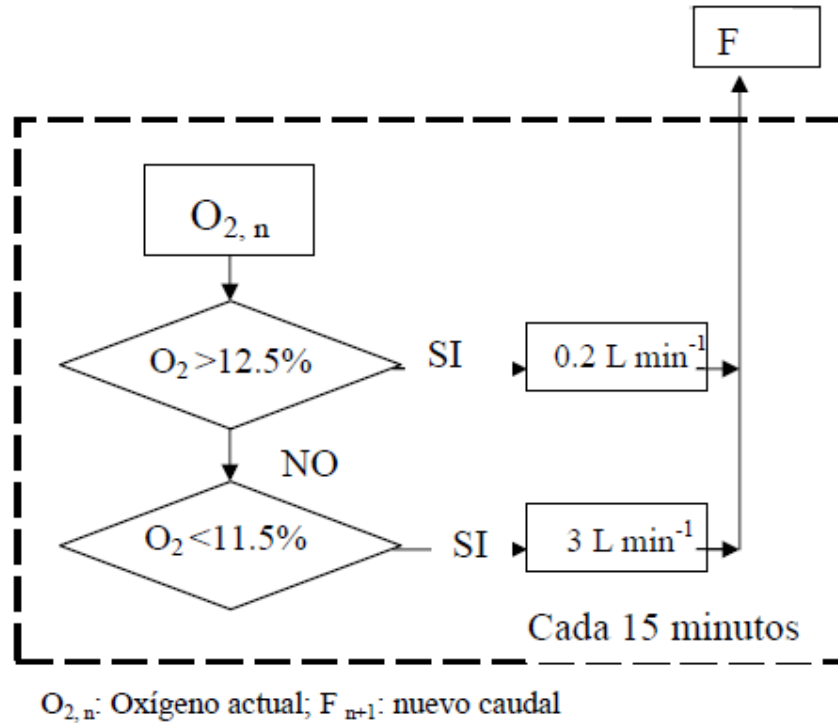 F
O₂, n
O₂ >12.5%
SI
0.2 L min⁻¹
NO
O₂ <11.5%
SI
3 L min⁻¹
Cada 15 minutos
O₂, n: Oxígeno actual; F n+1: nuevo caudal